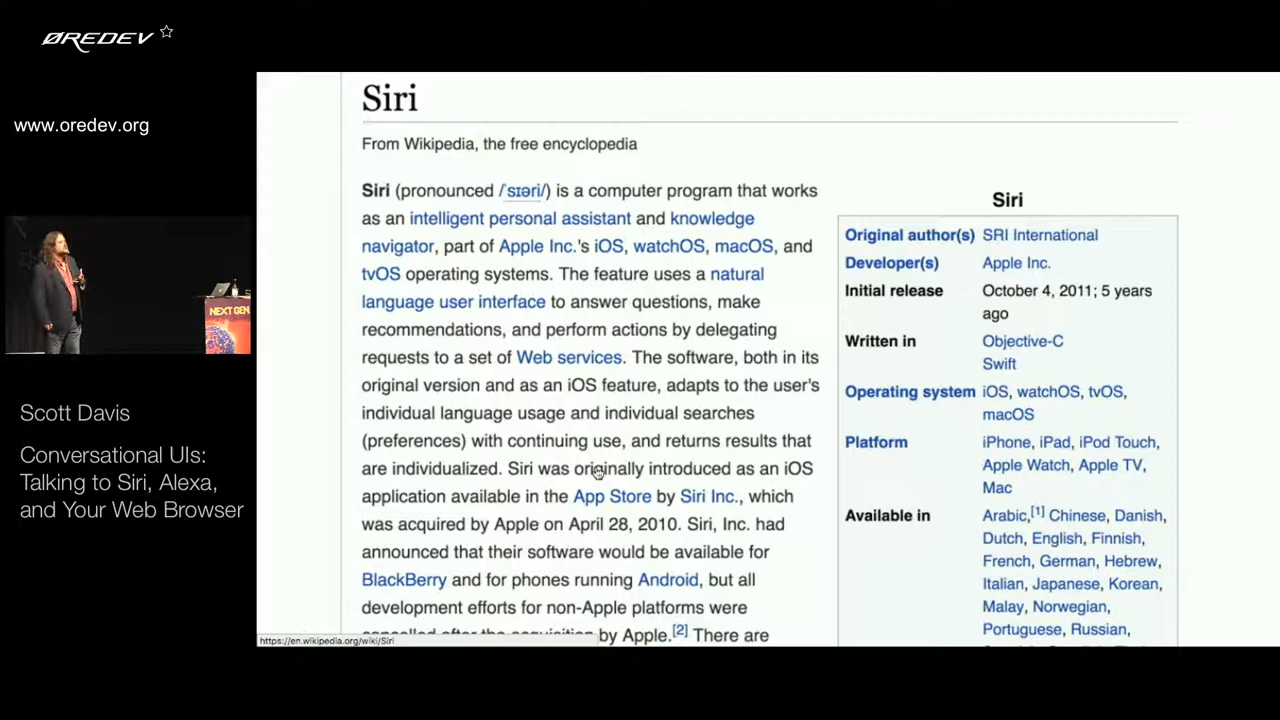 ØREDEV
www.oredev.org
NEXT GEN
Scott Davis
Conversational UIs:
Talking to Siri, Alexa,
and Your Web Browser
Siri
From Wikipedia, the free encyclopedia
Siri (pronounced /ˈsɪəri/) is a computer program that works
as an intelligent personal assistant and knowledge
navigator, part of Apple Inc.'s iOS, watchOS, macOS, and
tvOS operating systems. The feature uses a natural
language user interface to answer questions, make
recommendations, and perform actions by delegating
requests to a set of Web services. The software, both in its
original version and as an iOS feature, adapts to the user's
individual language usage and individual searches
(preferences) with continuing use, and returns results that
are individualized. Siri was originally introduced as an iOS
application available in the App Store by Siri Inc., which
was acquired by Apple on April 28, 2010. Siri, Inc. had
announced that their software would be available for
BlackBerry and for phones running Android, but all
development efforts for non-Apple platforms were
cancelled after the acquisition by Apple.[2] There are
https://en.wikipedia.org/wiki/Siri
Siri
Original author(s) SRI International
Developer(s) Apple Inc.
Initial release October 4, 2011; 5 years
ago
Written in Objective-C
Swift
Operating system iOS, watchOS, tvOS,
macOS
Platform iPhone, iPad, iPod Touch,
Apple Watch, Apple TV,
Mac
Available in Arabic,[1] Chinese, Danish,
Dutch, English, Finnish,
French, German, Hebrew,
Italian, Japanese, Korean,
Malay, Norwegian,
Portuguese, Russian,